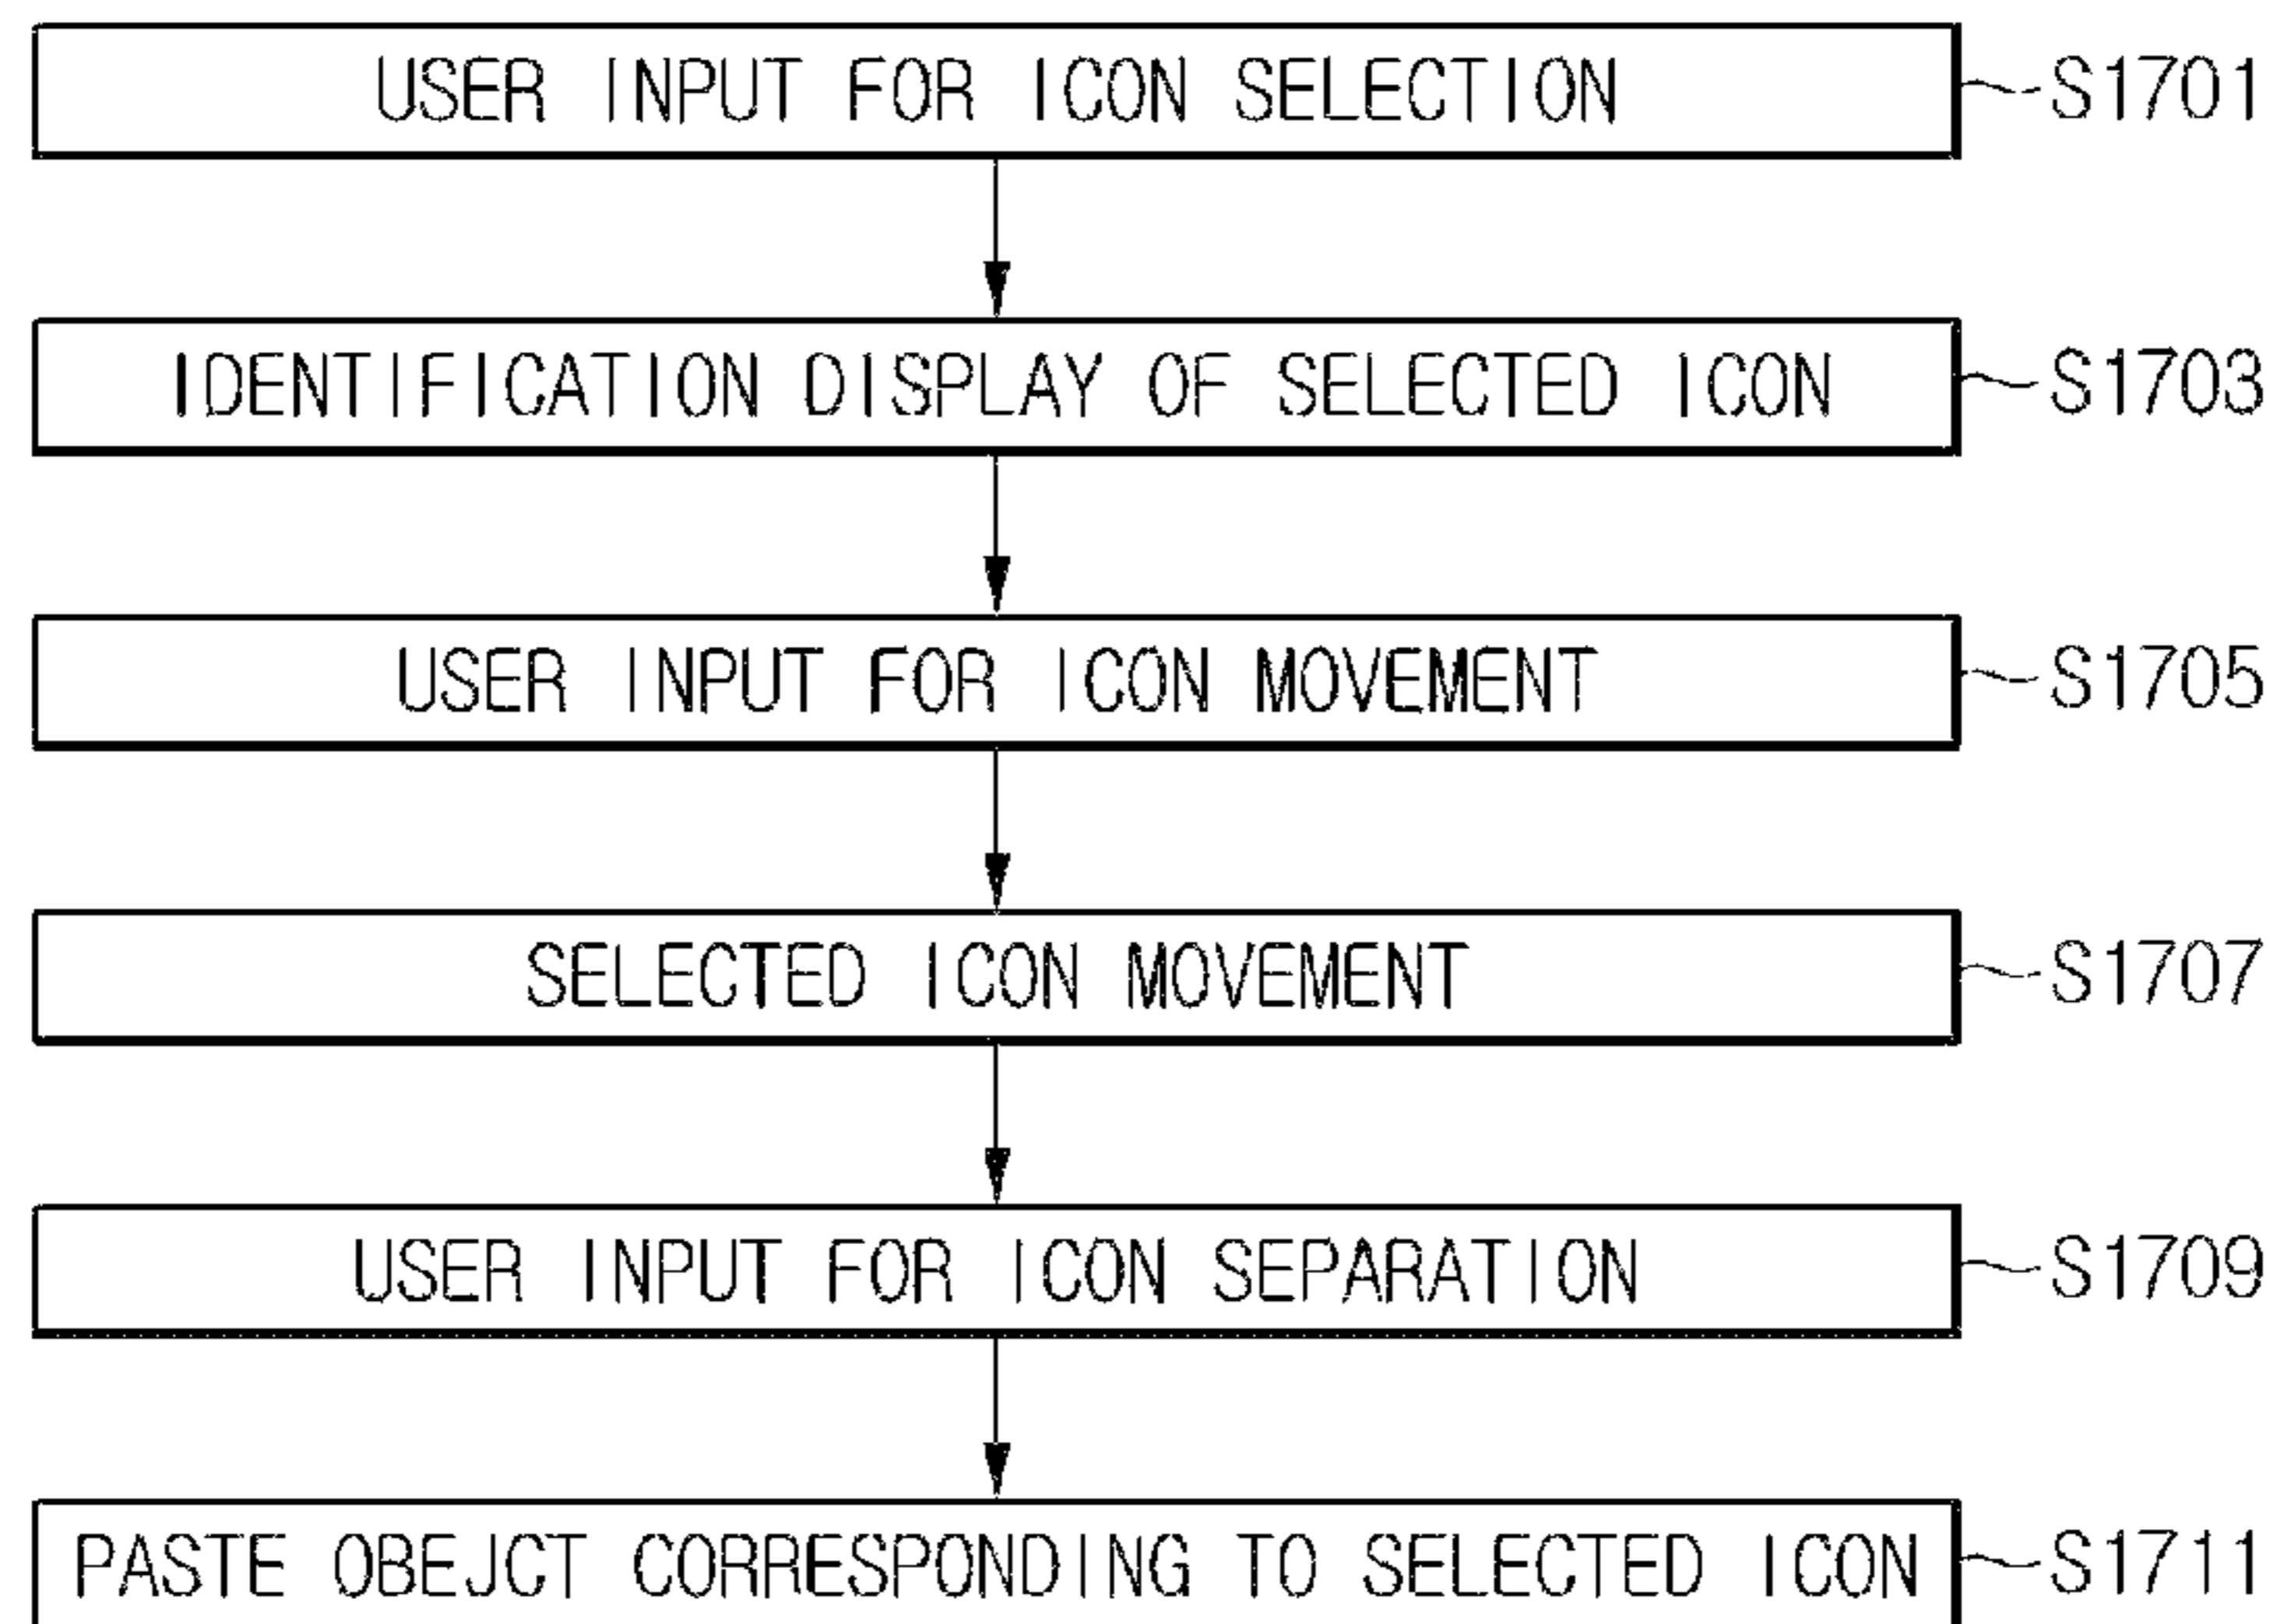 USER INPUT FOR ICON SELECTION S1701
IDENTIFICATION DISPLAY OF SELECTED ICON S1703
USER INPUT FOR ICON MOVEMENT S1705
SELECTED ICON MOVEMENT S1707
USER INPUT FOR ICON SEPARATION S1709
PASTE OBEJCT CORRESPONDING TO SELECTED ICON S1711